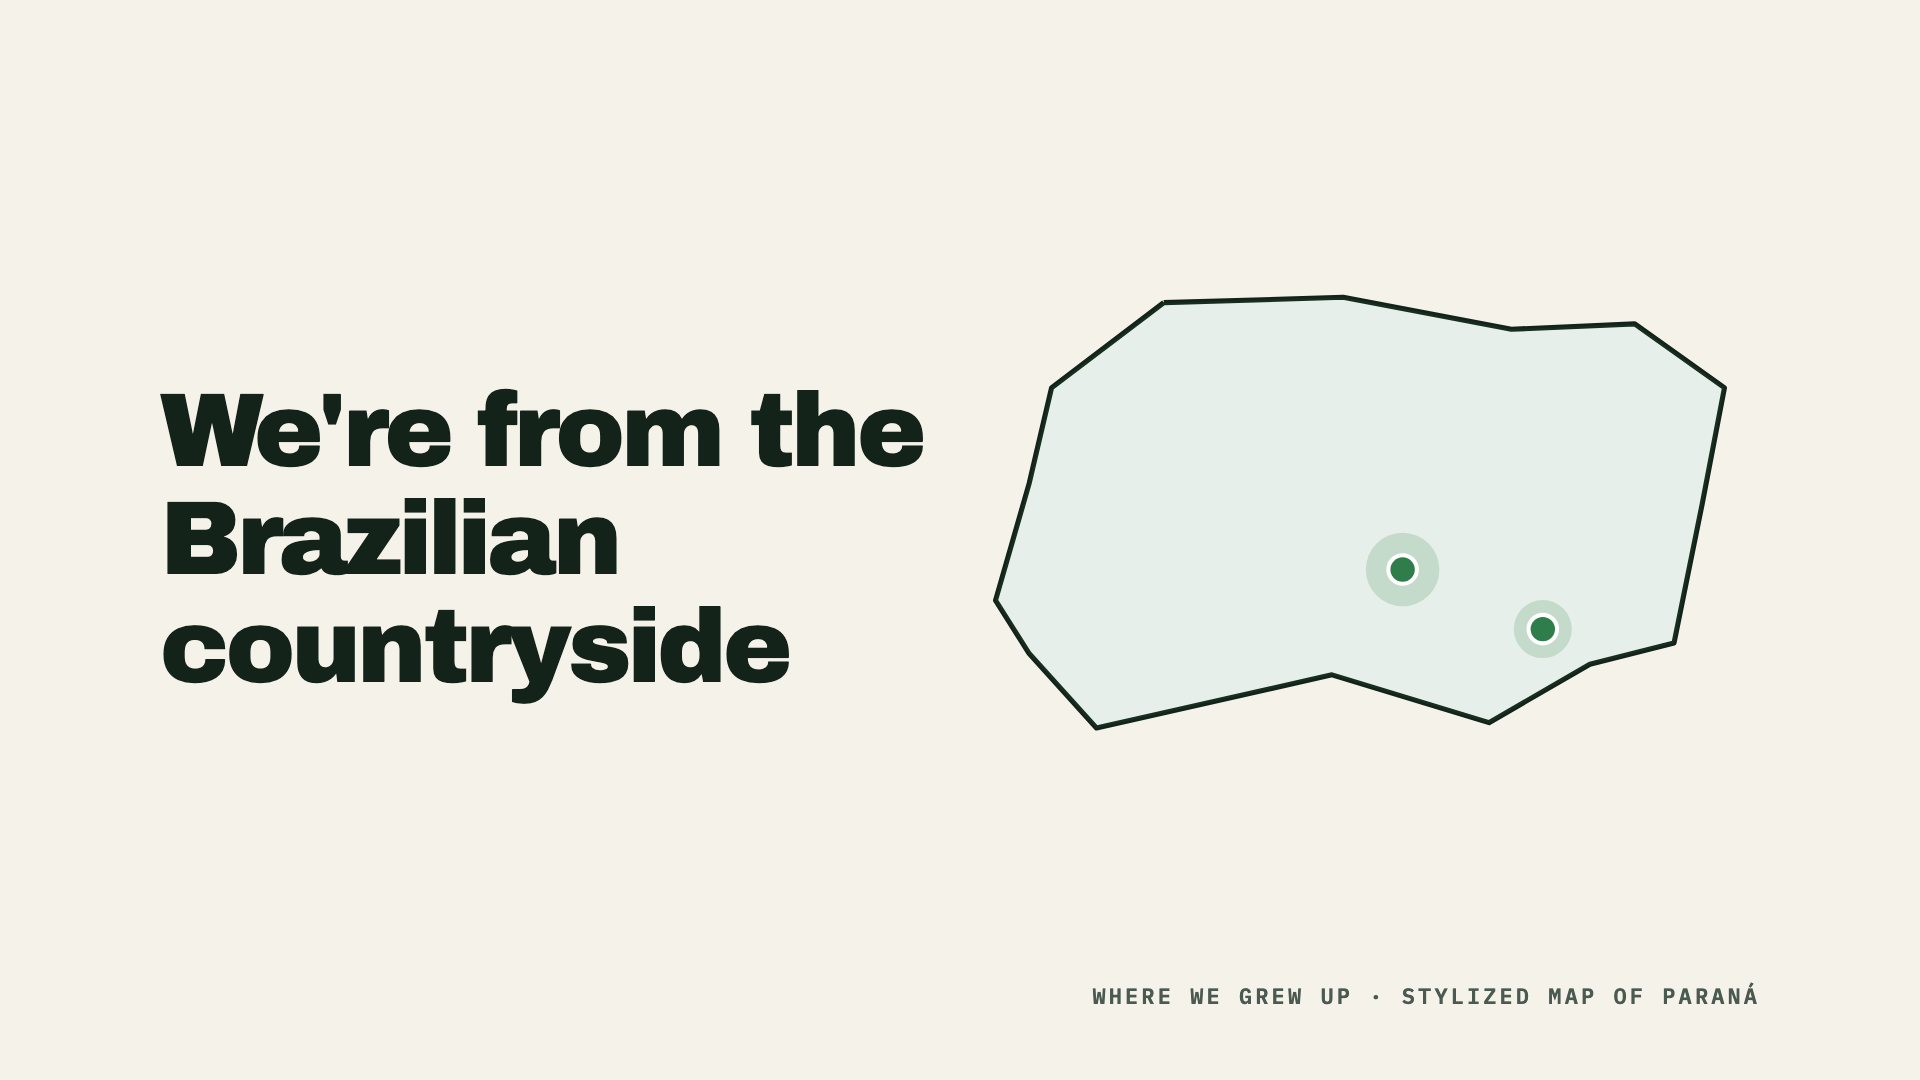 We're from the
Brazilian
countryside
WHERE WE GREW UP · STYLIZED MAP OF PARANÁ